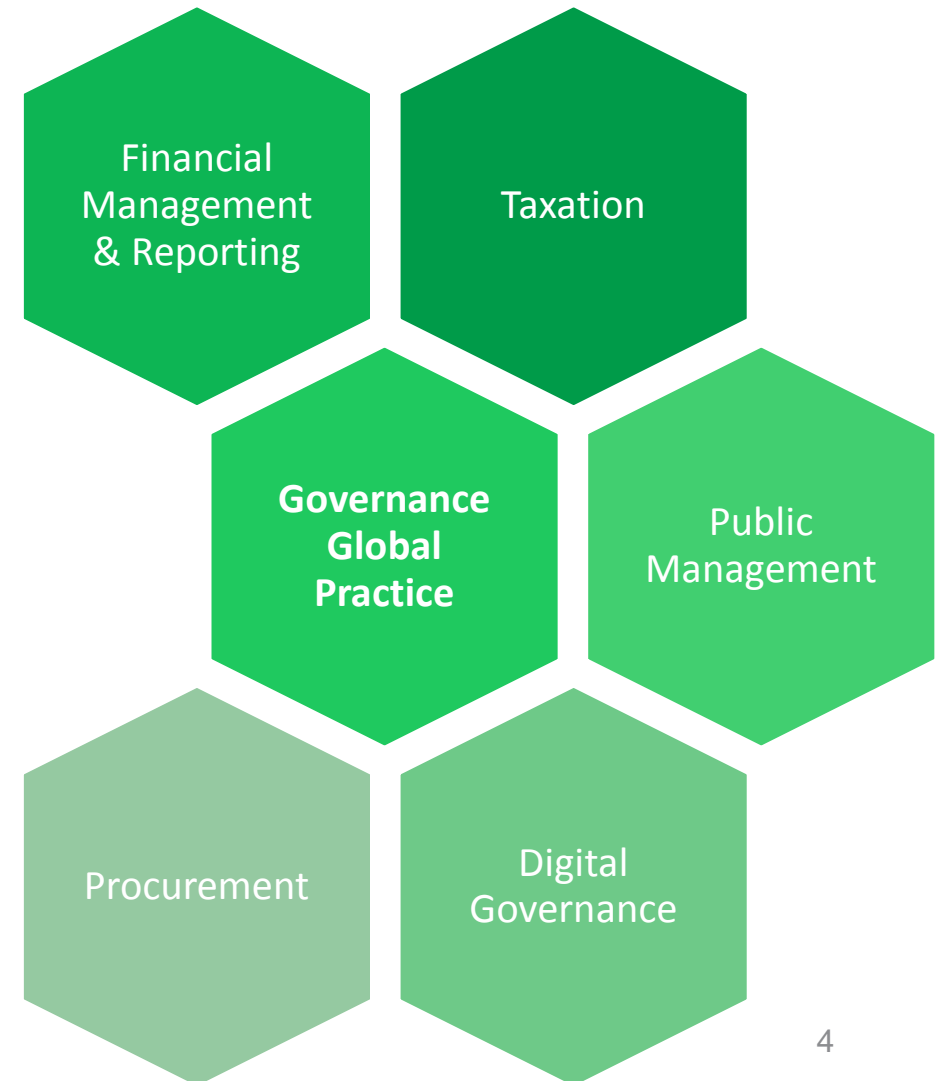 Financial
Management
& Reporting
Taxation
Governance
Global
Practice
Public
Management
Procurement
Digital
Governance
4